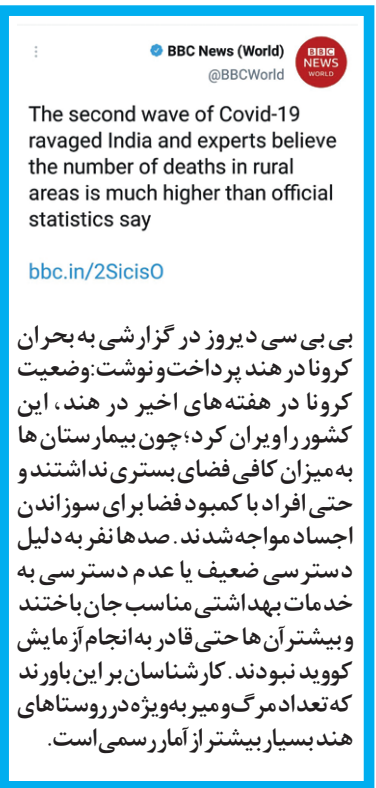 BBC News (World)
@BBCWorld
BBC
NEWS
WORLD
The second wave of Covid-19
ravaged India and experts believe
the number of deaths in rural
areas is much higher than official
statistics say
bbc.in/2SicisO
بی بی سی دیروز در گزارشی به بحران
کرونا در هند پرداخت و نوشت: وضعیت
کرونا در هفته‌های اخیر در هند، این
کشور را ویران کرد؛ چون بیمارستان ها
به میزان کافی فضای بستری نداشتند و
حتی افراد با کمبود فضا برای سوزاندن
اجساد مواجه شدند. صدها نفر به دلیل
دسترسی ضعیف یا عدم دسترسی به
خدمات بهداشتی مناسب جان باختند
و بیشتر آن ها حتی قادر به انجام آزمایش
کووید نبودند. کارشناسان بر این باورند
که تعداد مرگ و میر به ویژه در روستاهای
هند بسیار بیشتر از آمار رسمی است.